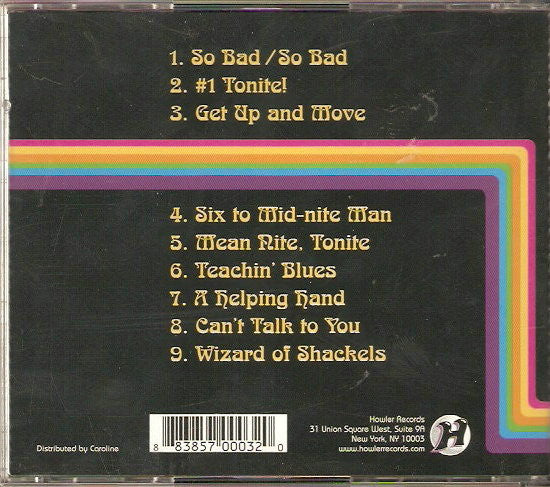 1. So Bad / So Bad
2. #1 Tonite!
3. Get Up and Move
4. Six to Mid-nite Man
5. Mean Nite, Tonite
6. Teachin' Blues
7. A Helping Hand
8. Can't Talk to You
9. Wizard of Shackels
Distributed by Caroline
8 83857 00032 0
Howler Records
31 Union Square West, Suite 9A
New York, NY 10003
www.howlerrecords.com
H